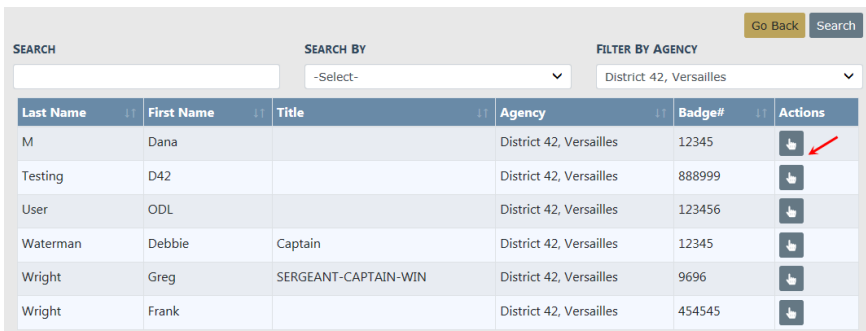 Go Back Search
SEARCH SEARCH BY FILTER BY AGENCY
-Select- District 42, Versailles
Last Name First Name Title Agency Badge# Actions
M Dana District 42, Versailles 12345
Testing D42 District 42, Versailles 888999
User ODL District 42, Versailles 123456
Waterman Debbie Captain District 42, Versailles 12345
Wright Greg SERGEANT-CAPTAIN-WIN District 42, Versailles 9696
Wright Frank District 42, Versailles 454545